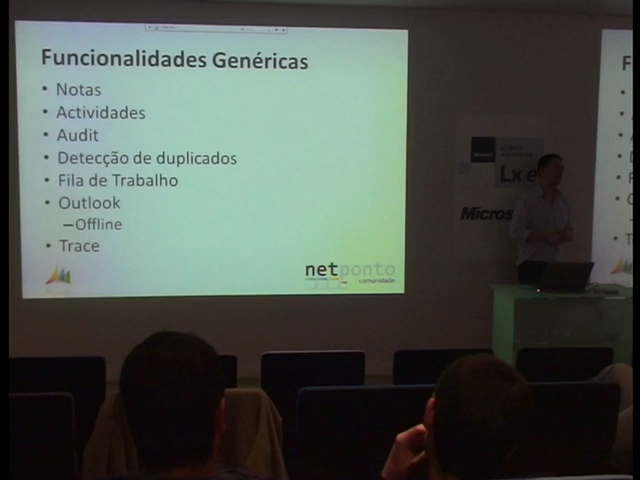 Funcionalidades Genéricas
• Notas
• Actividades
• Audit
• Detecção de duplicados
• Fila de Trabalho
• Outlook
–Offline
• Trace
netponto
comunidade
Lx e
Micros
F